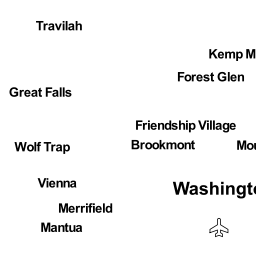 Travilah
Kemp M
Forest Glen
Great Falls
Friendship Village
Brookmont
Mou
Wolf Trap
Vienna
Washingto
Merrifield
Mantua